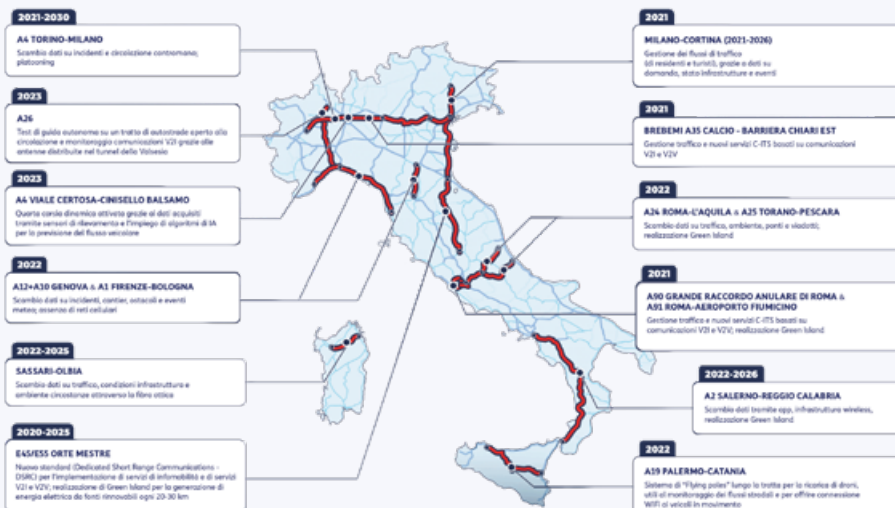 2021-2030
A4 TORINO-MILANO
Scambio dati su incidenti e circolazione contromano;
platooning
2023
A26
Test di guida autonoma su un tratto di autostrade aperto alla
circolazione e monitoraggio comunicazioni V2I grazie alle
antenne distribuite nel tunnel della Valsesia
2023
A4 VIALE CERTOSA-CINISELLO BALSAMO
Quarta corsia dinamica attivata grazie ai dati acquisiti
tramite sensori di rilevamento e l'impiego di algoritmi di IA
per la previsione del flusso veicolare
2022
A12+A10 GENOVA & A1 FIRENZE-BOLOGNA
Scambio dati su incidenti, cantier, ostacoli e eventi
meteo; assenza di reti cellulari
2022-2025
SASSARI-OLBIA
Scambio dati su traffico, condizioni infrastruttura e
ambiente circostante attraverso la fibra ottica
2020-2025
E45/E55 ORTE MESTRE
Nuovo standard (Dedicated Short Range Communications -
DSRC) per l'implementazione di servizi di infomobilità e di servizi
V2I e V2V; realizzazione di Green Island per la generazione di
energia elettrica da fonti rinnovabili ogni 20-30 km
2021
MILANO-CORTINA (2021-2026)
Gestione dei flussi di traffico
(di residenti e turisti), grazie a dati su
domanda, stato infrastrutture e eventi
2021
BREBEMI A35 CALCIO - BARRIERA CHIARI EST
Gestione traffico e nuovi servizi C-ITS basati su comunicazioni
V2I e V2V
2022
A24 ROMA-L'AQUILA & A25 TORANO-PESCARA
Scambio dati su traffico, ambiente, ponti e viadotti;
realizzazione Green Island
2021
A90 GRANDE RACCORDO ANULARE DI ROMA &
A91 ROMA-AEROPORTO FIUMICINO
Gestione traffico e nuovi servizi C-ITS basati su
comunicazioni V2I e V2V; realizzazione Green Island
2022-2026
A2 SALERNO-REGGIO CALABRIA
Scambio dati tramite app, infrastruttura wireless,
realizzazione Green Island
2022
A19 PALERMO-CATANIA
Sistema di "Flying poles" lungo la tratta per la ricarica di droni,
utili al monitoraggio dei flussi stradali e per offrire connessione
WiFi ai veicoli in movimento